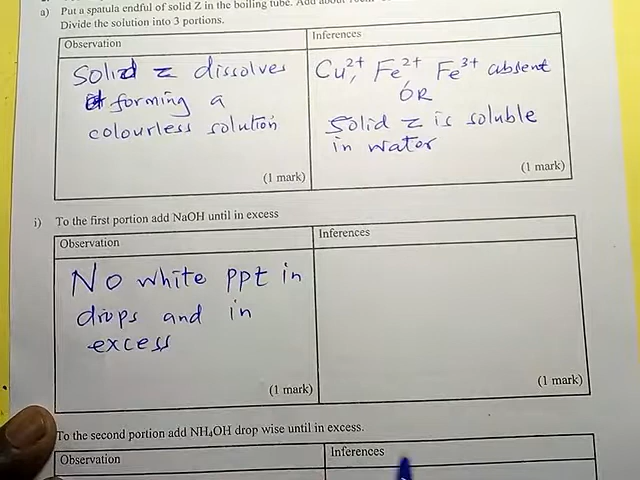 a) Put a spatula endful of solid Z in the boiling tube. Add about
Divide the solution into 3 portions.
Observation
Inferences
Solid Z dissolves
forming a
colourless solution
(1 mark)
Cu²⁺, Fe²⁺, Fe³⁺ absent
OR
Solid Z is soluble
in water
(1 mark)
i) To the first portion add NaOH until in excess
Observation
Inferences
No white ppt in
drops and in
excess
(1 mark)
(1 mark)
To the second portion add NH₄OH drop wise until in excess.
Observation
Inferences